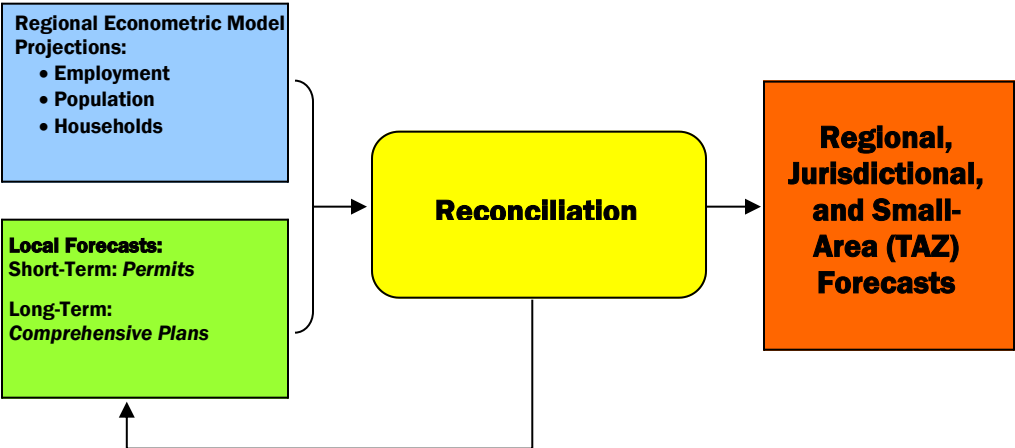 Regional Econometric Model
Projections:
• Employment
• Population
• Households
Local Forecasts:
Short-Term: Permits
Long-Term:
Comprehensive Plans
Reconciliation
Regional,
Jurisdictional,
and Small-
Area (TAZ)
Forecasts